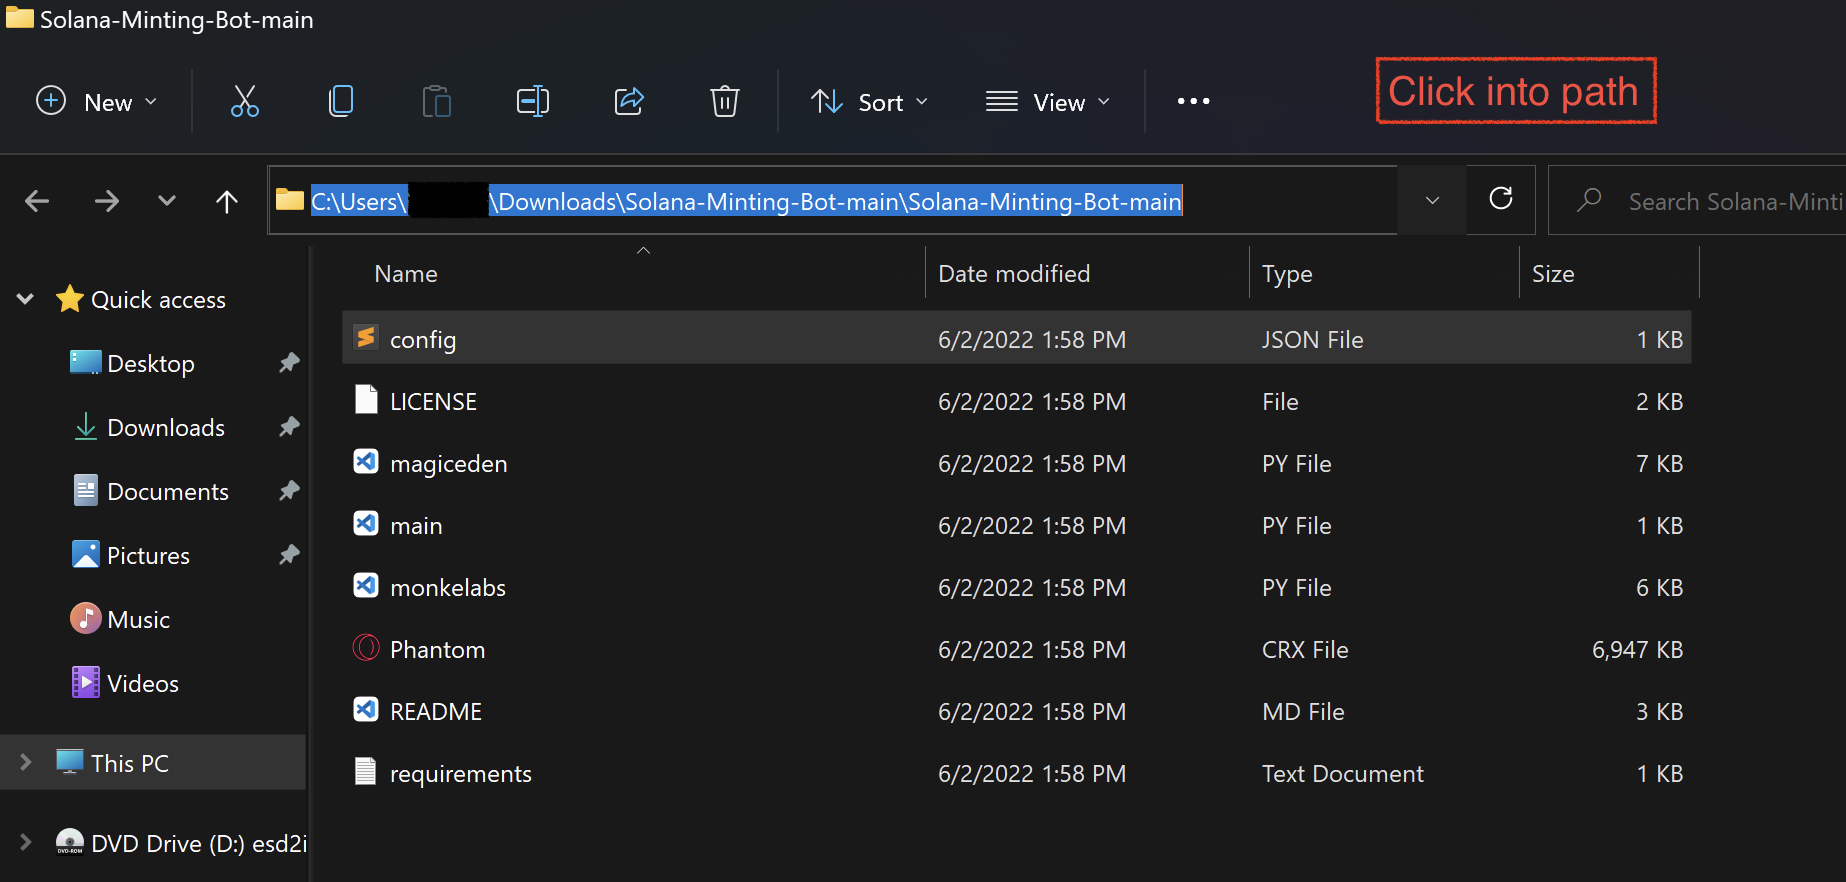 Solana-Minting-Bot-main
New
Sort
View
Click into path
C:\Users\ \Downloads\Solana-Minting-Bot-main\Solana-Minting-Bot-main
Search Solana-Minti
Name Date modified Type Size
Quick access
Desktop
Downloads
Documents
Pictures
Music
Videos
This PC
DVD Drive (D:) esd2i
config 6/2/2022 1:58 PM JSON File 1 KB
LICENSE 6/2/2022 1:58 PM File 2 KB
magiceden 6/2/2022 1:58 PM PY File 7 KB
main 6/2/2022 1:58 PM PY File 1 KB
monkelabs 6/2/2022 1:58 PM PY File 6 KB
Phantom 6/2/2022 1:58 PM CRX File 6,947 KB
README 6/2/2022 1:58 PM MD File 3 KB
requirements 6/2/2022 1:58 PM Text Document 1 KB